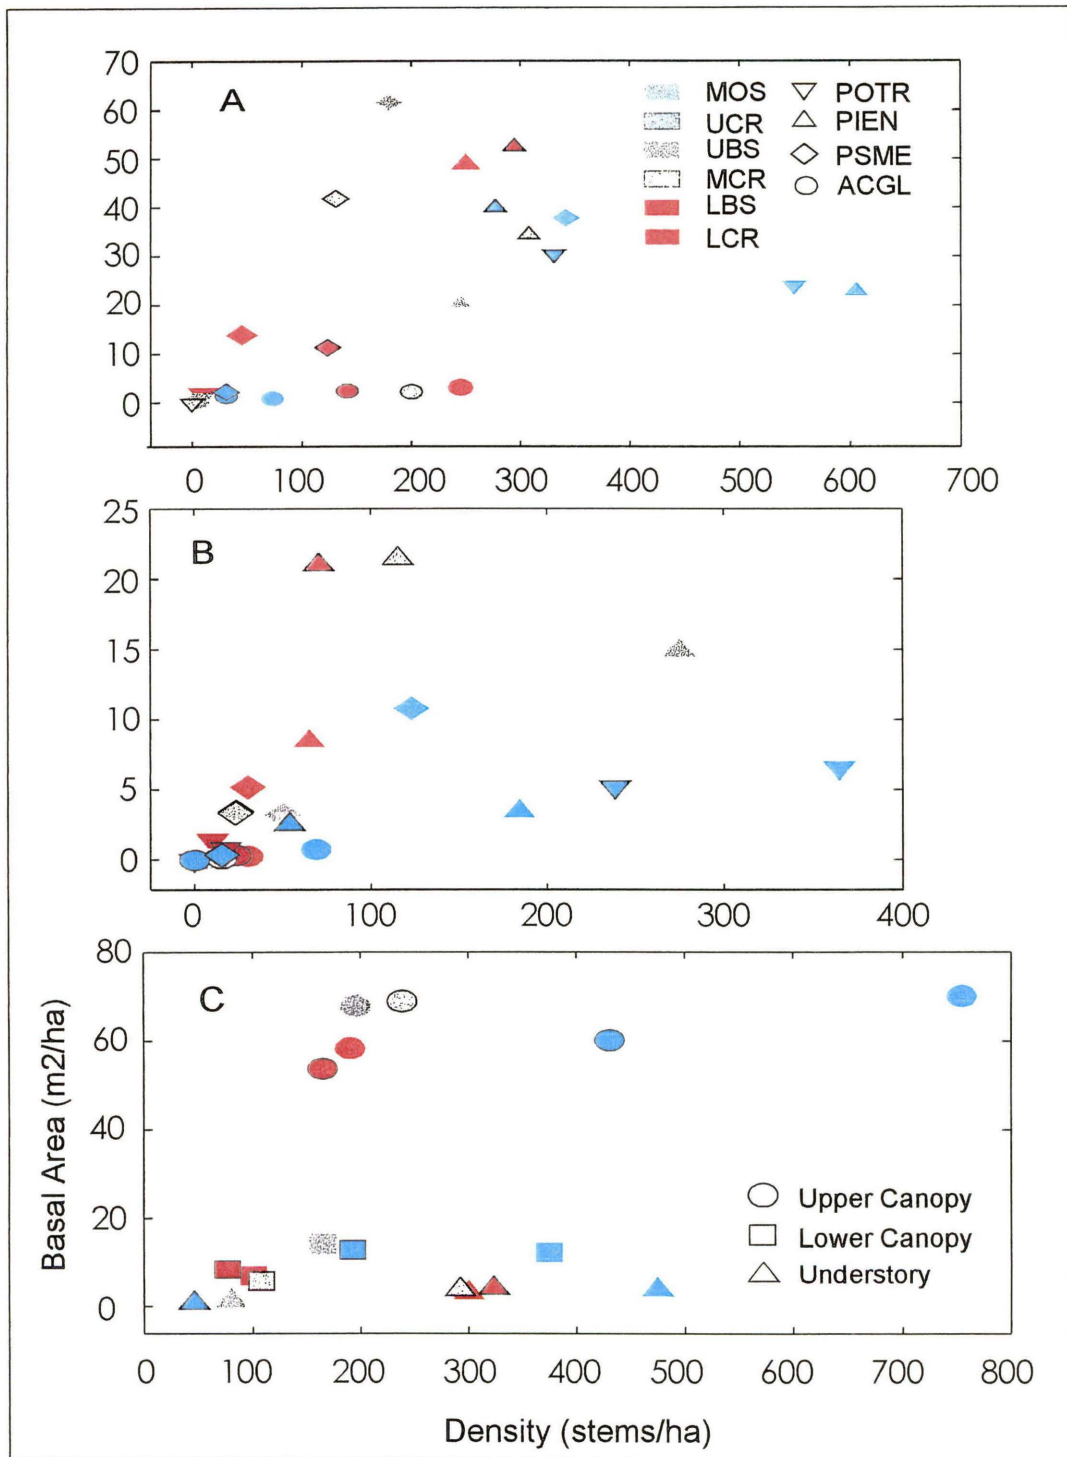 70
60
50
40
30
20
10
0
A
MOS
UCR
UBS
MCR
LBS
LCR
POTR
PIEN
PSME
ACGL
0 100 200 300 400 500 600 700
25
20
15
10
5
0
B
0 100 200 300 400
80
60
40
20
0
C
Upper Canopy
Lower Canopy
Understory
0 100 200 300 400 500 600 700 800
Basal Area (m2/ha)
Density (stems/ha)